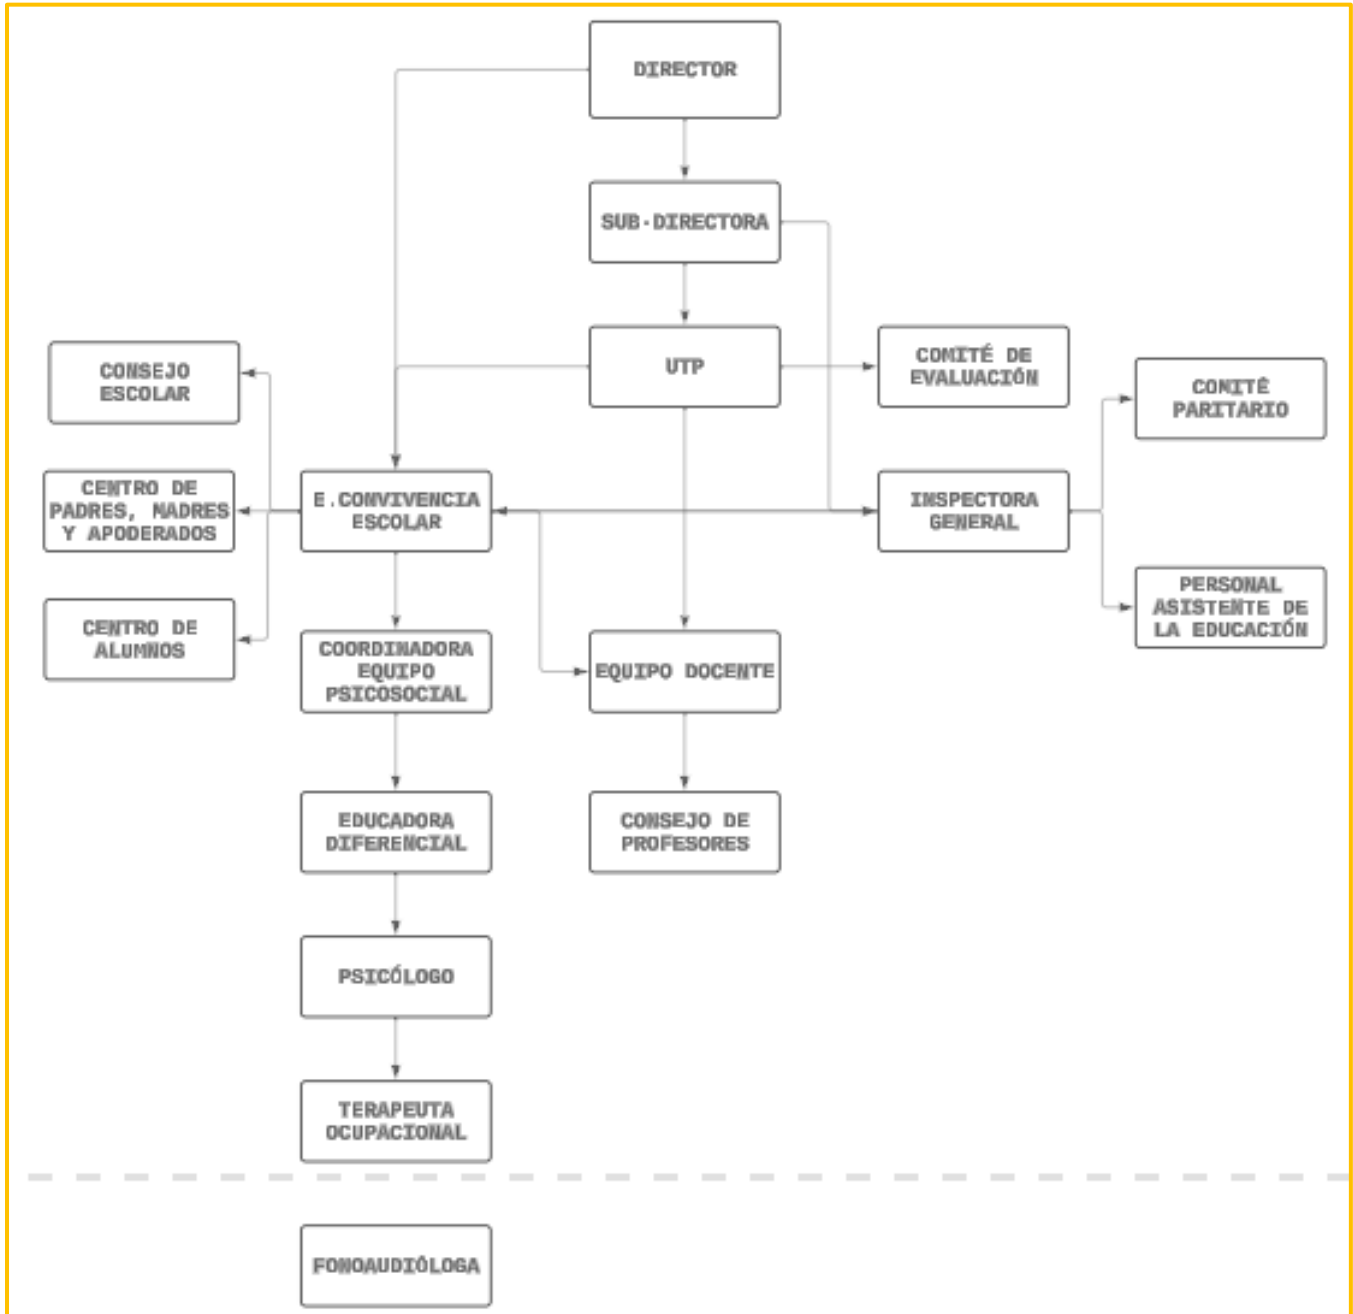 DIRECTOR
SUB-DIRECTORA
UTP
COMITÉ DE
EVALUACIÓN
CONSEJO
ESCOLAR
COMITÉ
PARITARIO
CENTRO DE
PADRES, MADRES
Y APODERADOS
E.CONVIVENCIA
ESCOLAR
INSPECTORA
GENERAL
CENTRO DE
ALUMNOS
PERSONAL
ASISTENTE DE
LA EDUCACIÓN
COORDINADORA
EQUIPO
PSICOSOCIAL
EQUIPO DOCENTE
EDUCADORA
DIFERENCIAL
CONSEJO DE
PROFESORES
PSICÓLOGO
TERAPEUTA
OCUPACIONAL
FONOAUDIÓLOGA